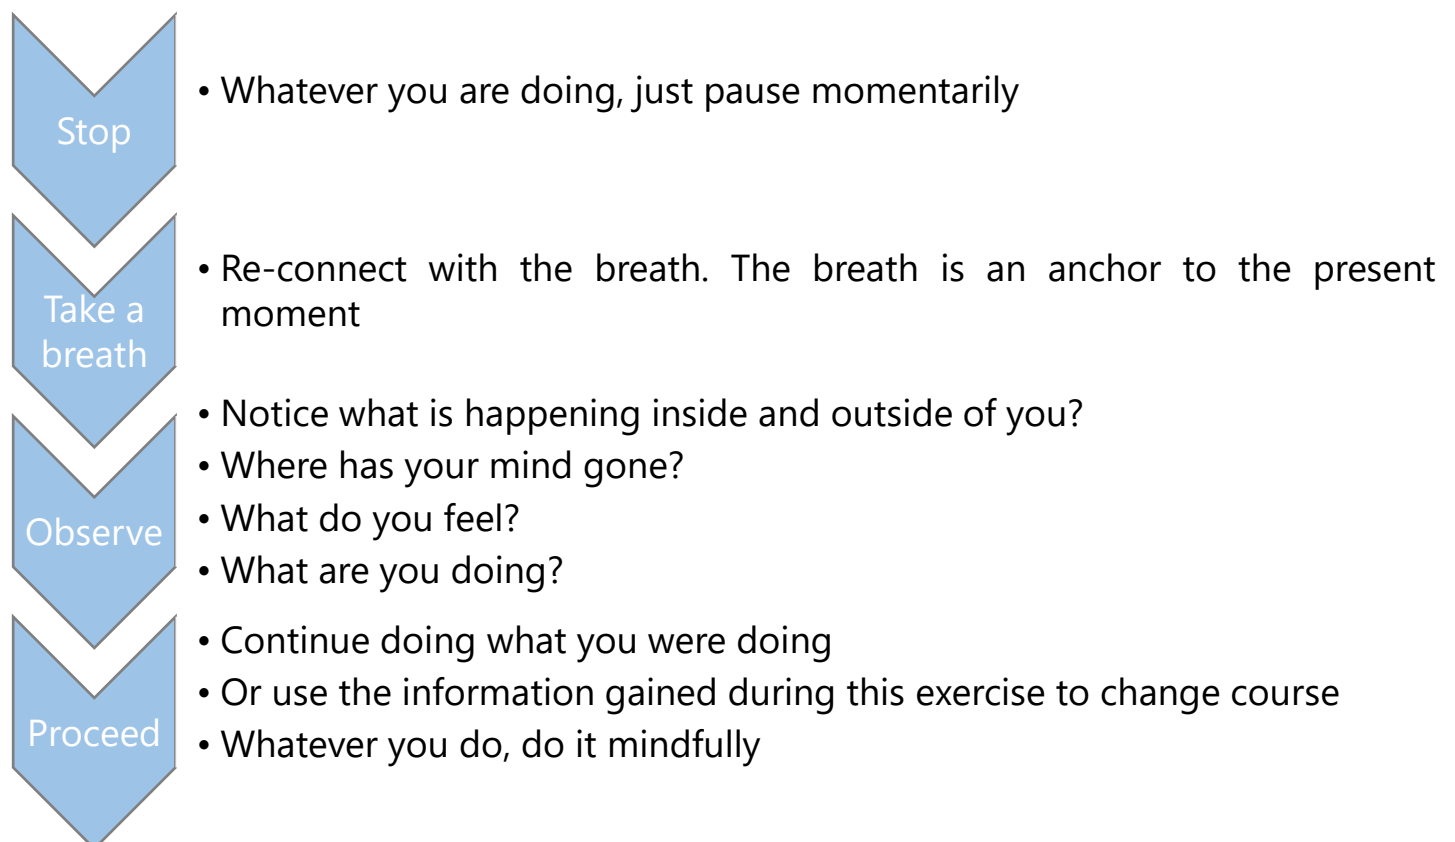 Stop
• Whatever you are doing, just pause momentarily
Take a
breath
• Re-connect with the breath. The breath is an anchor to the present
moment
Observe
• Notice what is happening inside and outside of you?
• Where has your mind gone?
• What do you feel?
• What are you doing?
Proceed
• Continue doing what you were doing
• Or use the information gained during this exercise to change course
• Whatever you do, do it mindfully